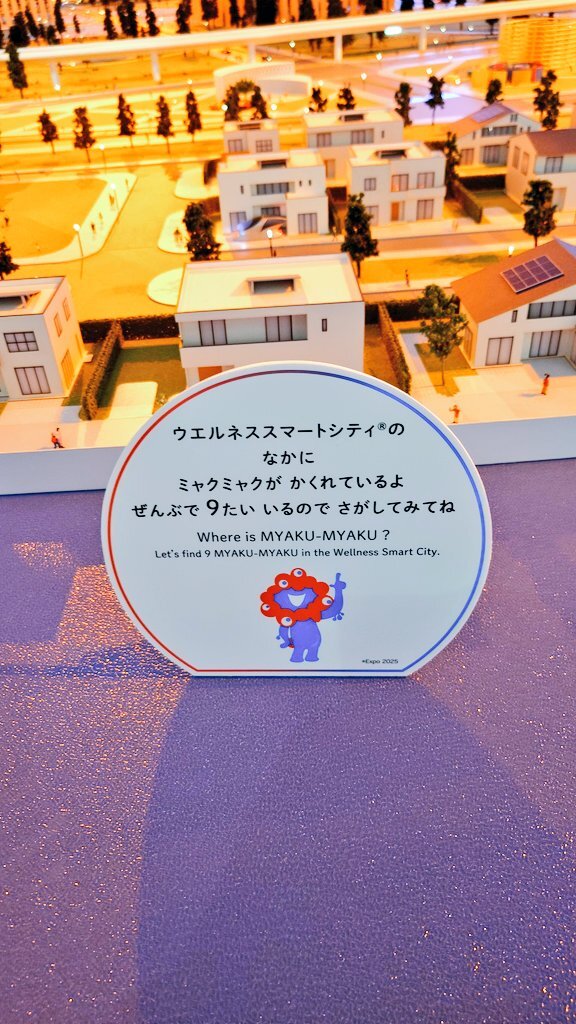 ウエルネススマートシティ®の
なかに
ミャクミャクが かくれているよ
ぜんぶで 9たい いるので さがしてみてね
Where is MYAKU-MYAKU ?
Let's find 9 MYAKU-MYAKU in the Wellness Smart City.
©Expo 2025